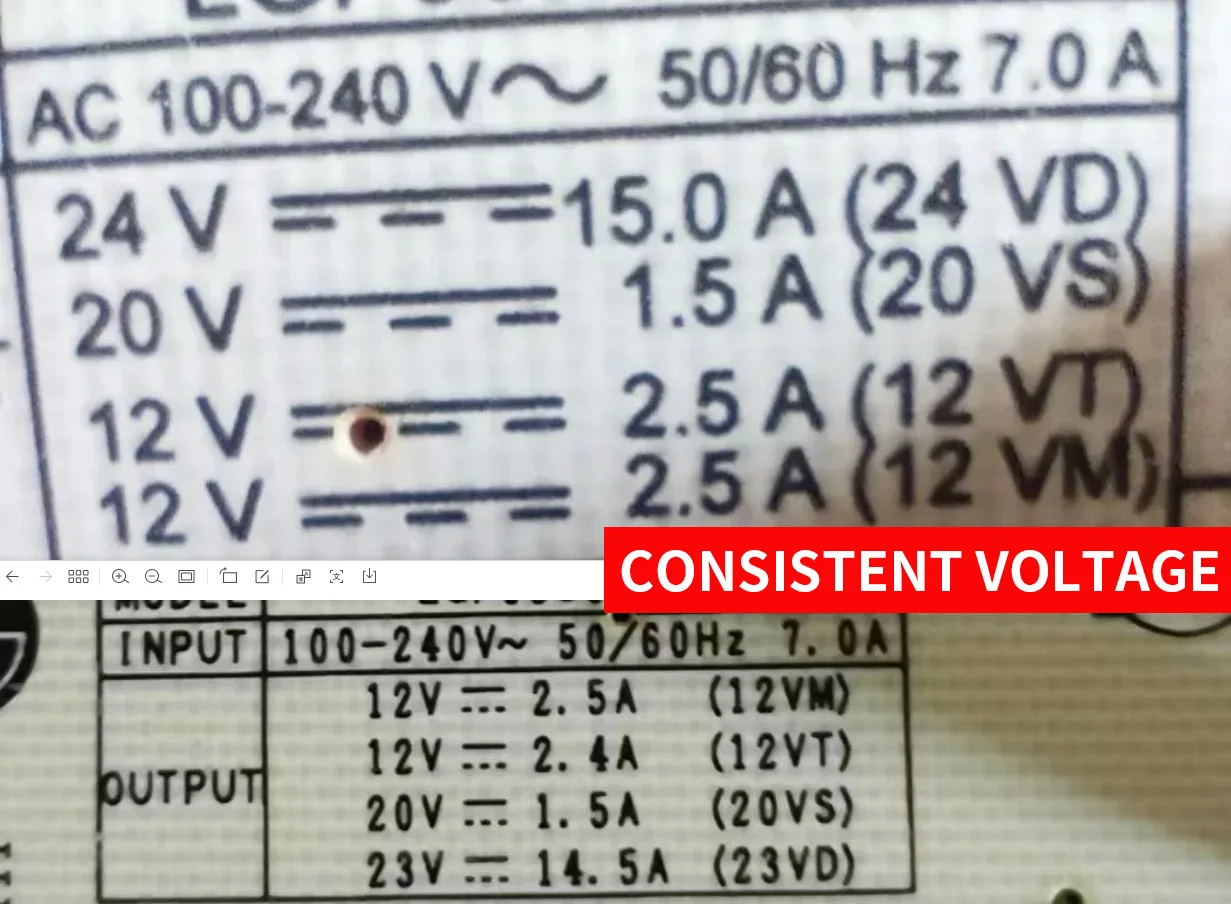 AC 100-240 V～ 50/60 Hz 7.0 A
24 V ⎓ 15.0 A (24 VD)
20 V ⎓ 1.5 A (20 VS)
12 V ⎓ 2.5 A (12 VT)
12 V ⎓ 2.5 A (12 VM)
CONSISTENT VOLTAGE
MODEL
INPUT 100-240V~ 50/60Hz 7.0A
OUTPUT
12V ⎓ 2.5A (12VM)
12V ⎓ 2.4A (12VT)
20V ⎓ 1.5A (20VS)
23V ⎓ 14.5A (23VD)